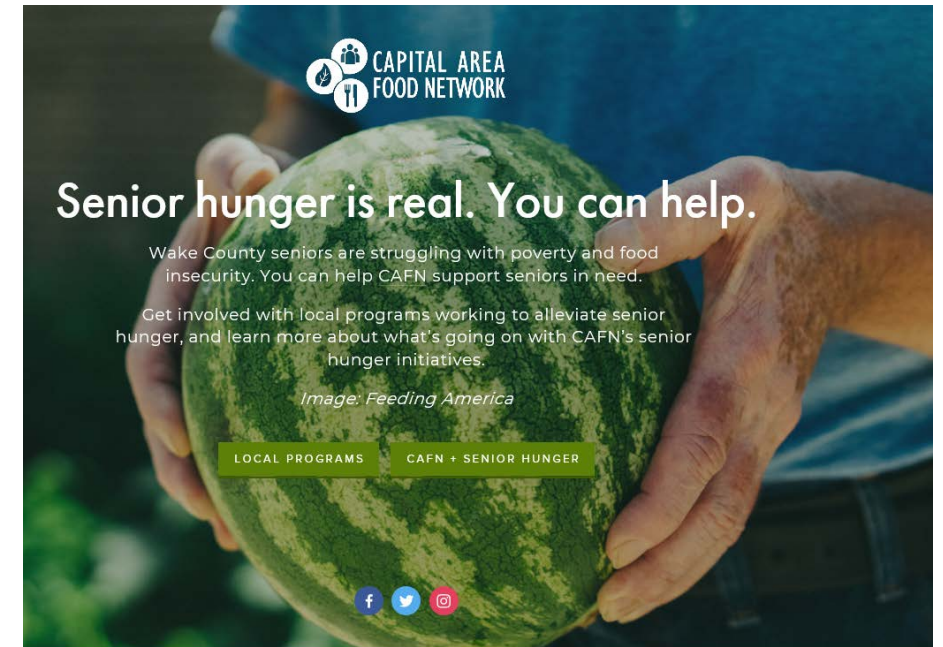 CAPITAL AREA
FOOD NETWORK
Senior hunger is real. You can help.
Wake County seniors are struggling with poverty and food
insecurity. You can help CAFN support seniors in need.
Get involved with local programs working to alleviate senior
hunger, and learn more about what's going on with CAFN's senior
hunger initiatives.
Image: Feeding America
LOCAL PROGRAMS
CAFN + SENIOR HUNGER